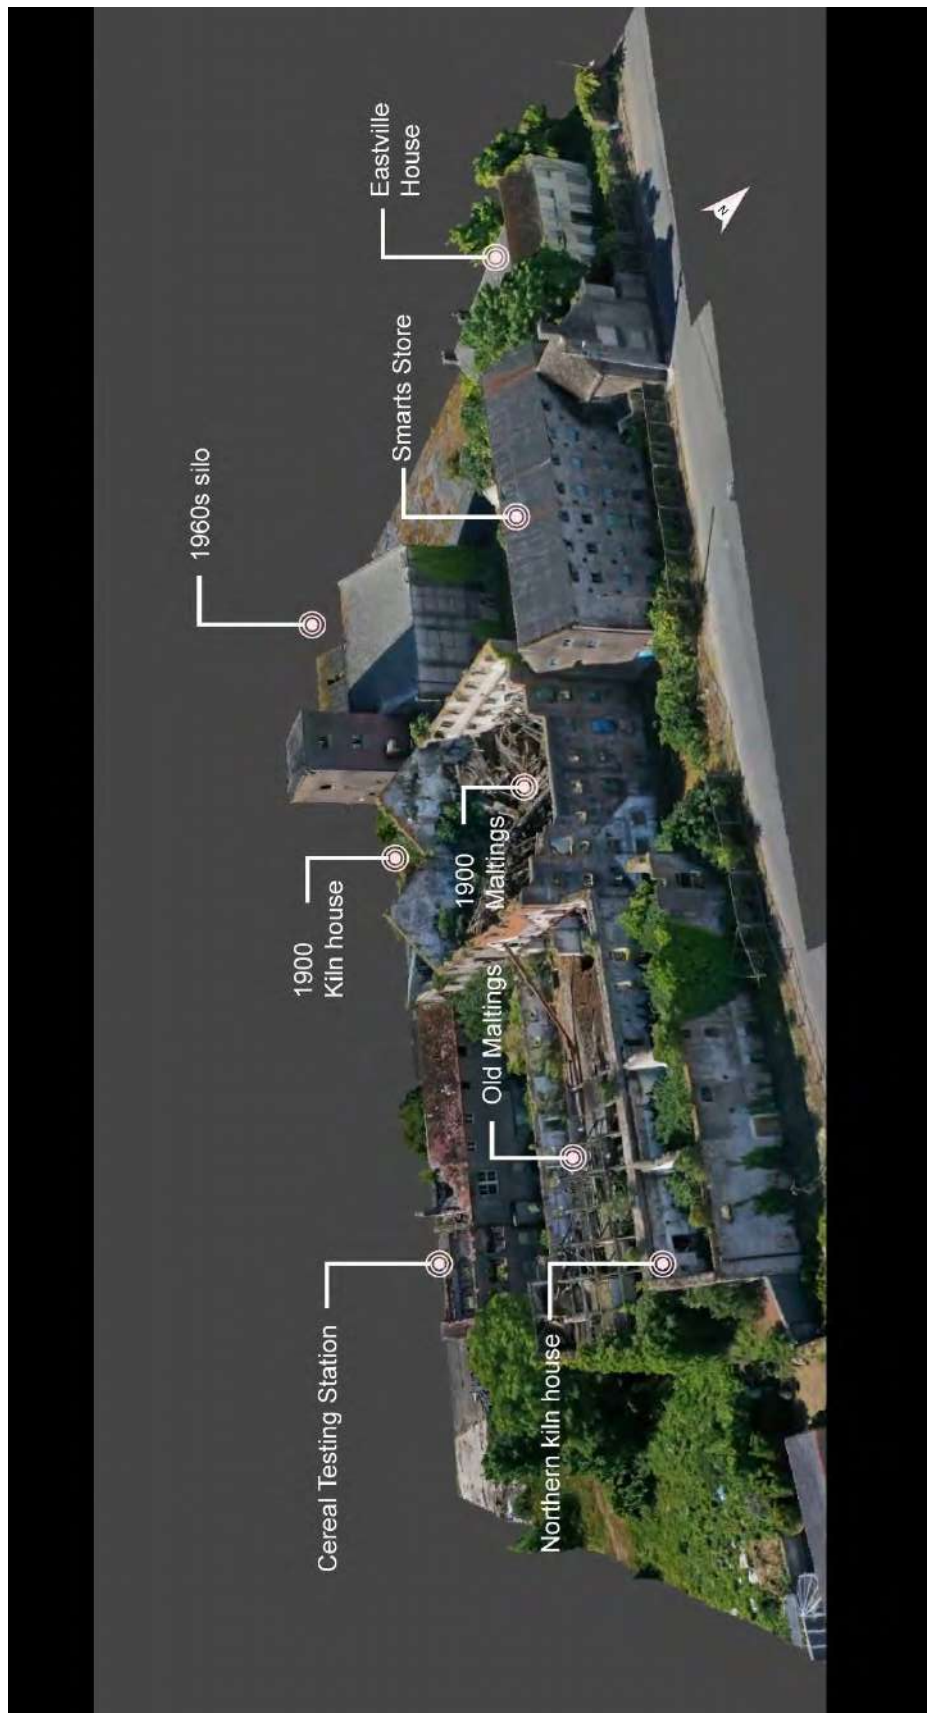 Cereal Testing Station
Northern kiln house
Old Maltings
1900
Kiln house
1900
Maltings
1960s silo
Smarts Store
Eastville
House
N